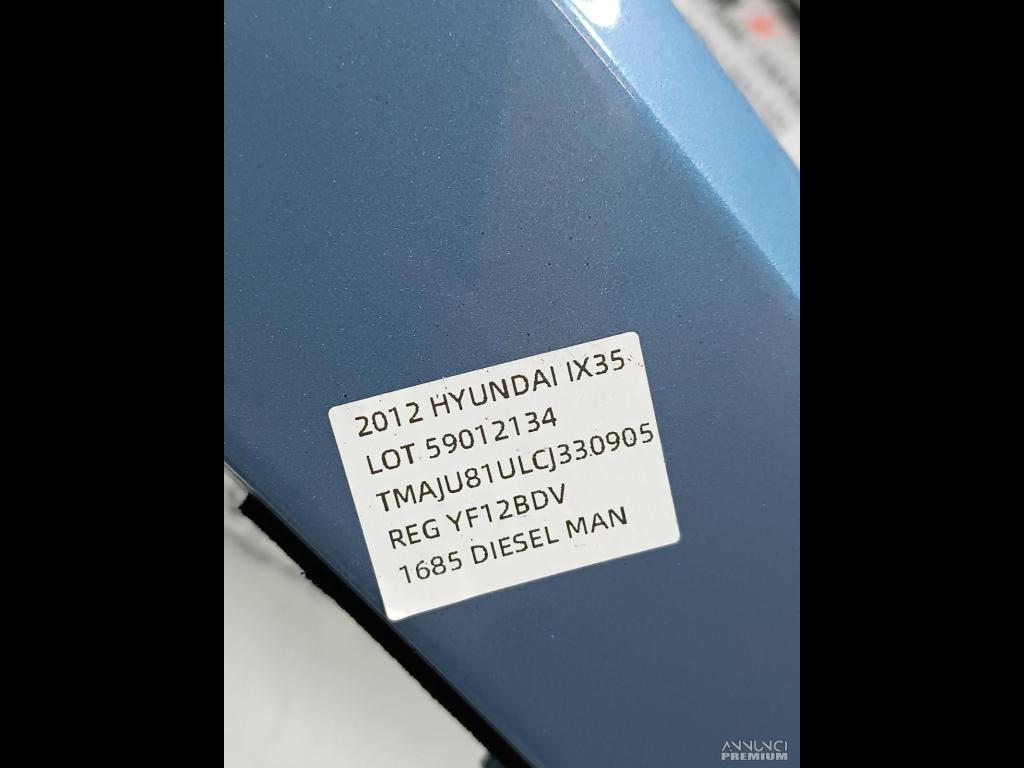 2012 HYUNDAI IX35
LOT 59012134
TMAJU81ULCJ330905
REG YF12BDV
1685 DIESEL MAN
ANNUNCI
PREMIUM